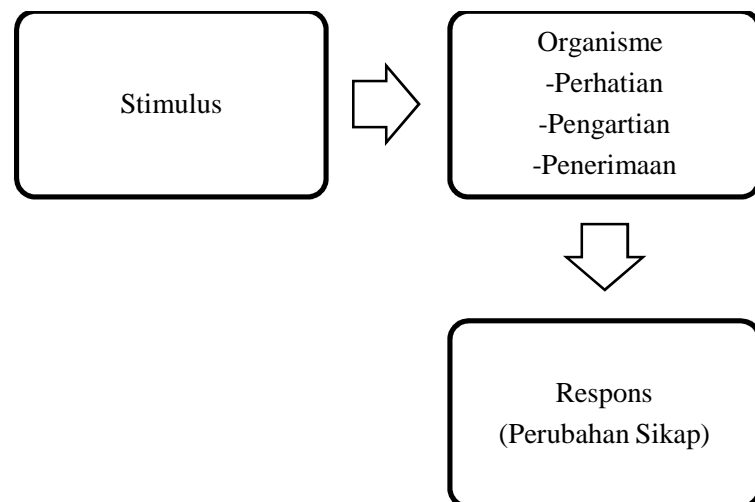 Stimulus
Organisme
-Perhatian
-Pengartian
-Penerimaan
Respons
(Perubahan Sikap)